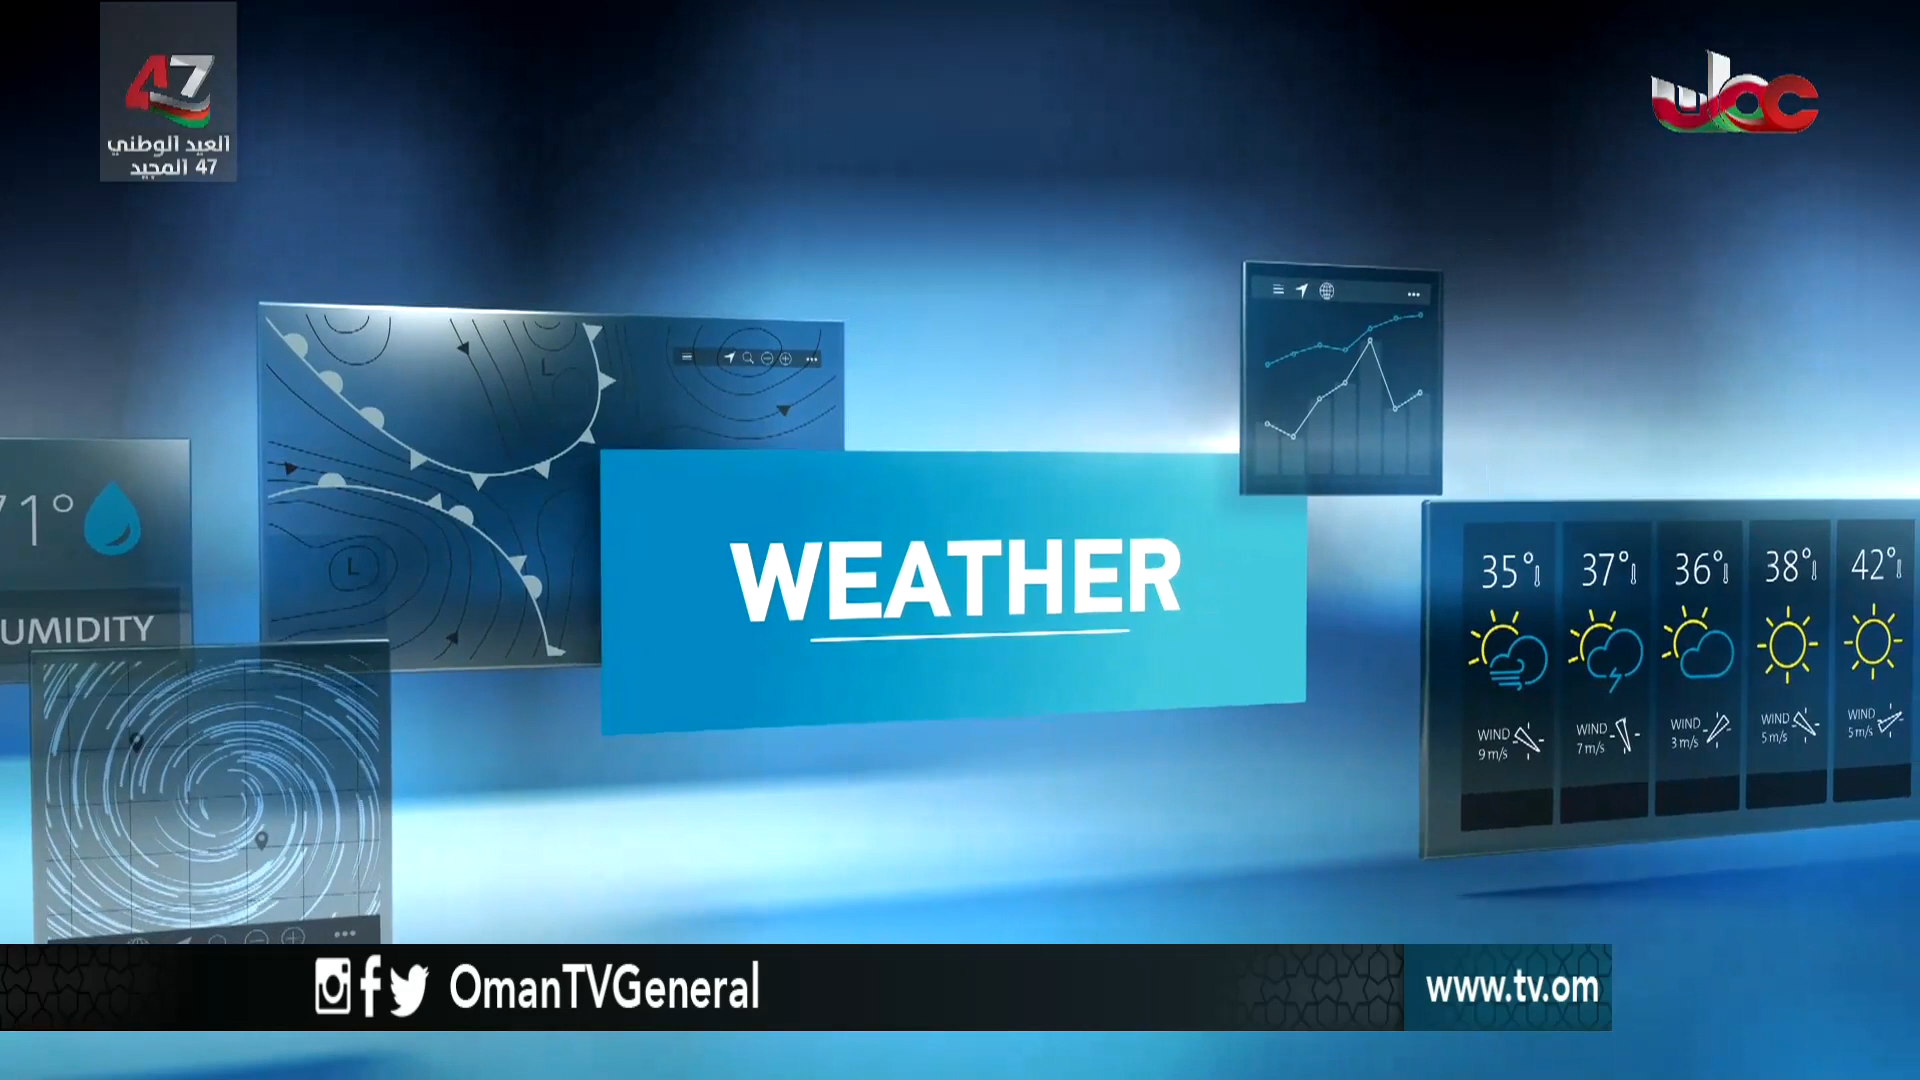 47
العيد الوطني
47 المجيد
عمان
71°
UMIDITY
L
L
WEATHER
35° 37° 36° 38° 42°
WIND WIND WIND WIND WIND
9 m/s 7 m/s 3 m/s 5 m/s 5 m/s
OmanTVGeneral
www.tv.om